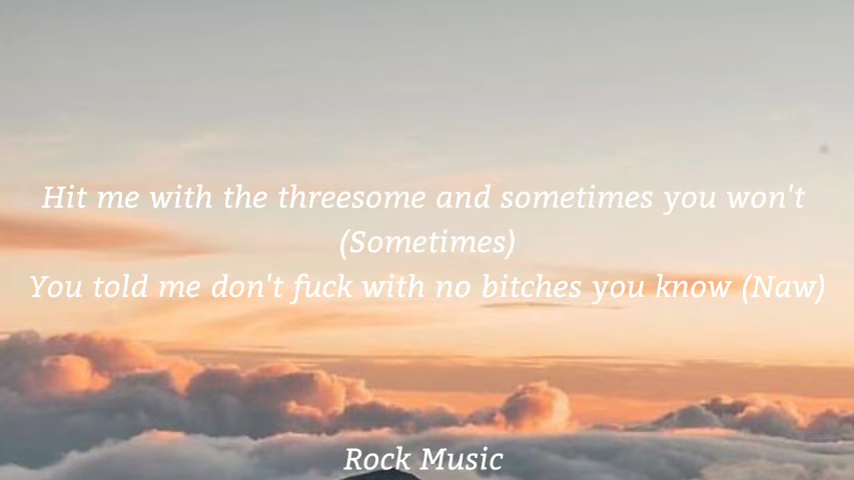 Hit me with the threesome and sometimes you won't
(Sometimes)
You told me don't fuck with no bitches you know (Naw)
Rock Music